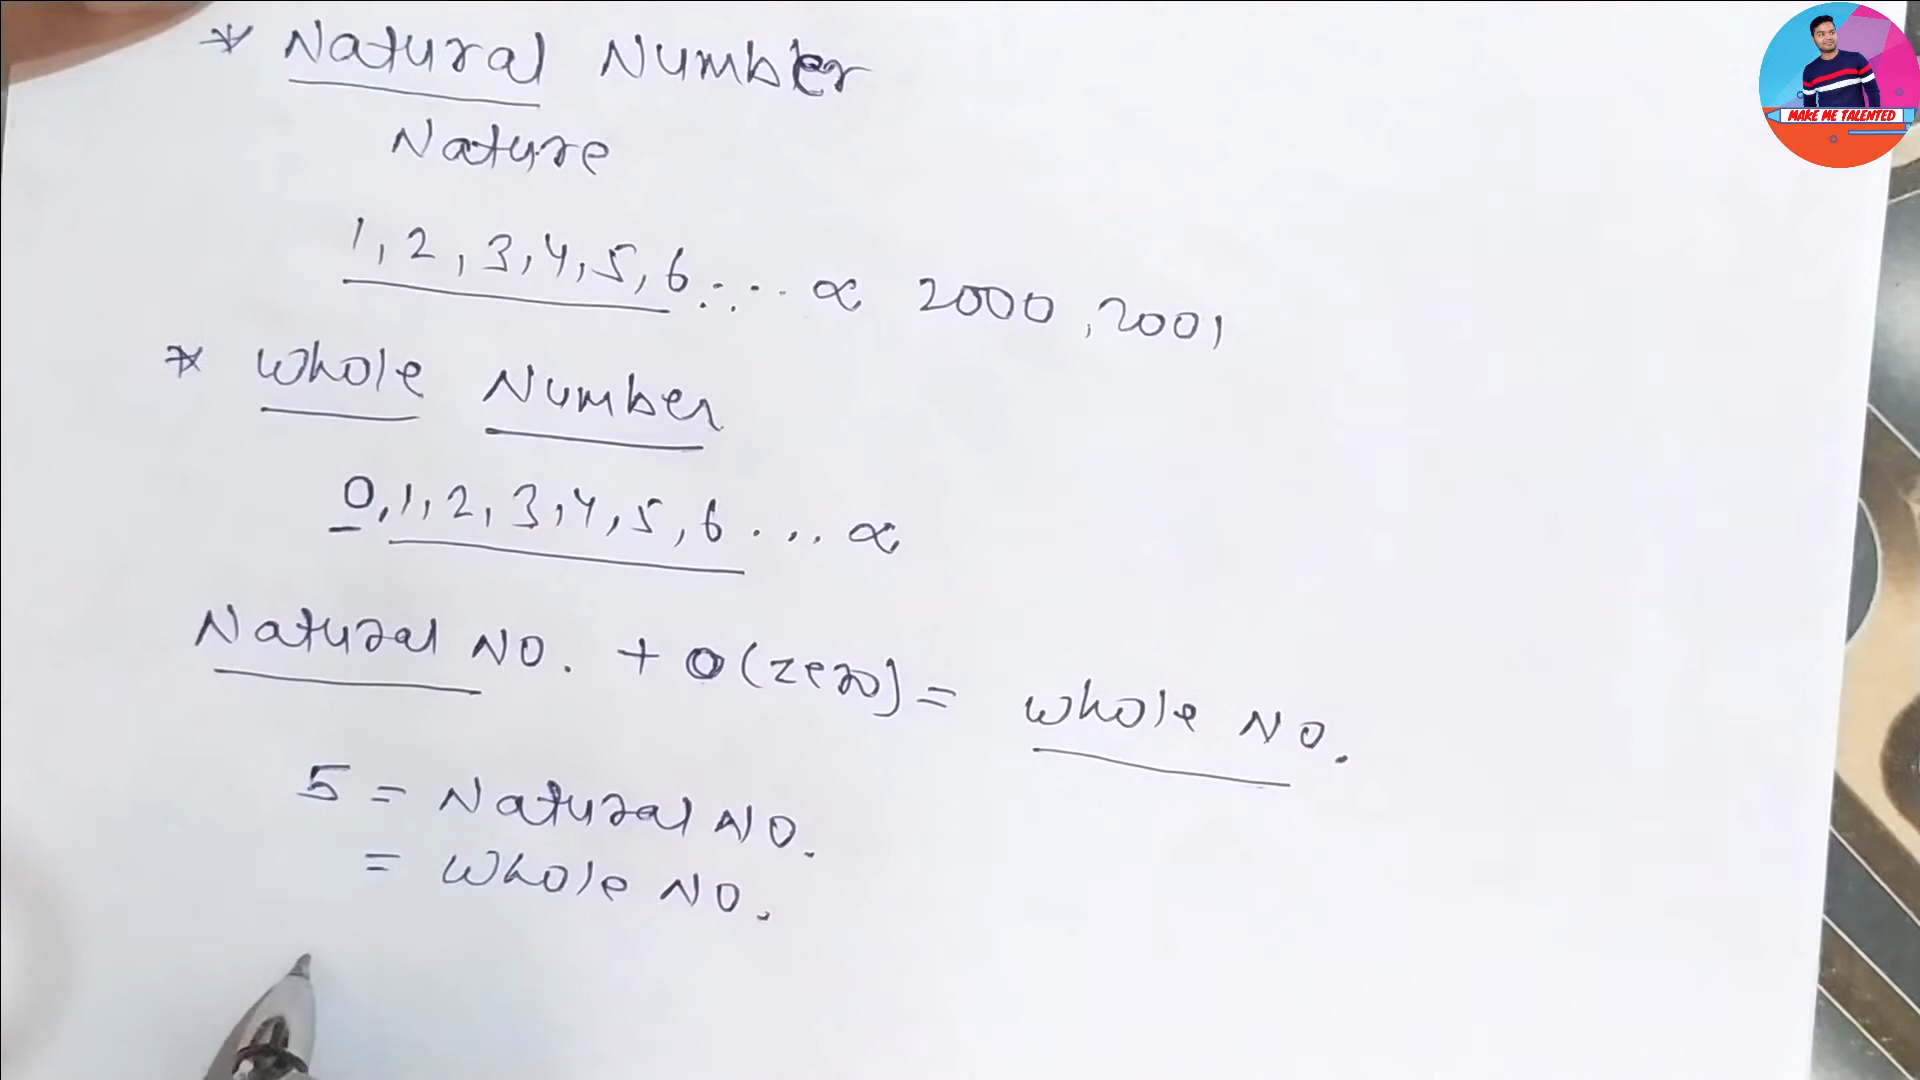 * Natural Number
Nature
1, 2, 3, 4, 5, 6 ..... ∝ 2000, 2001
* Whole Number
0, 1, 2, 3, 4, 5, 6 ... ∝
Natural NO. + 0 (zero) = Whole NO.
5 = Natural NO.
= Whole NO.
MAKE ME TALENTED